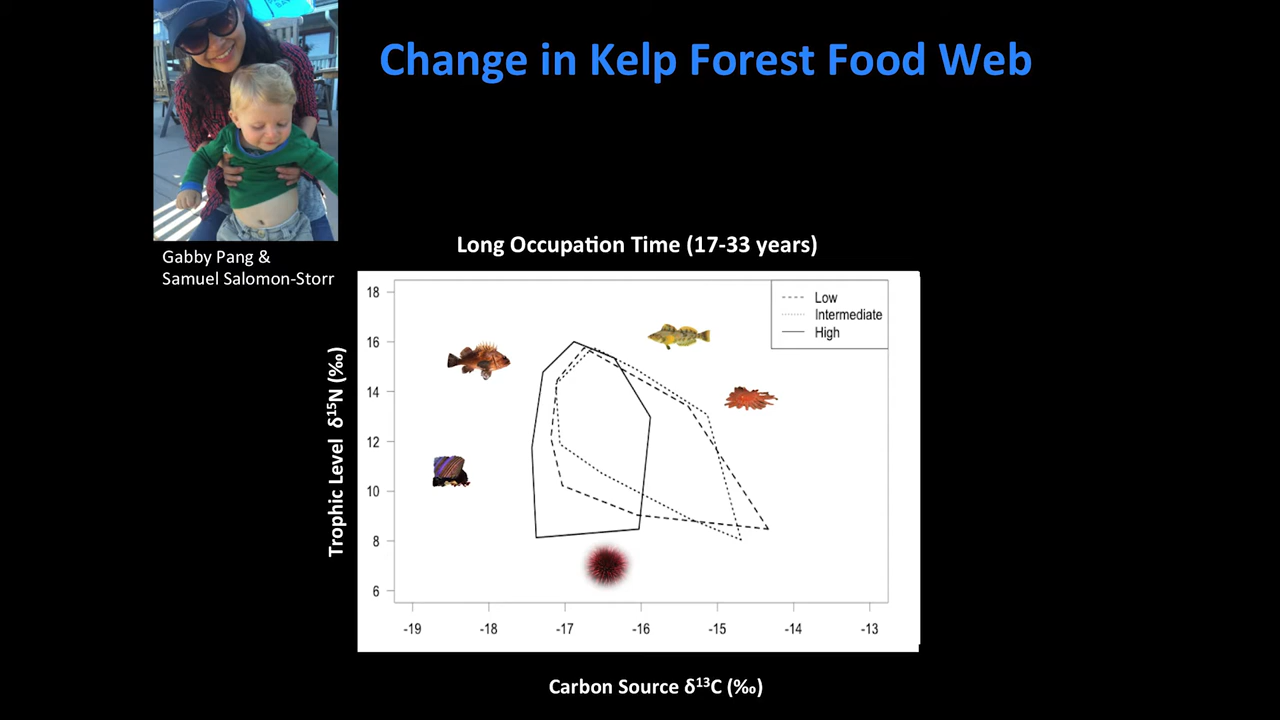 Change in Kelp Forest Food Web
Gabby Pang &
Samuel Salomon-Storr
Long Occupation Time (17-33 years)
Low
Intermediate
High
Trophic Level δ¹⁵N (‰)
18
16
14
12
10
8
6
-19 -18 -17 -16 -15 -14 -13
Carbon Source δ¹³C (‰)